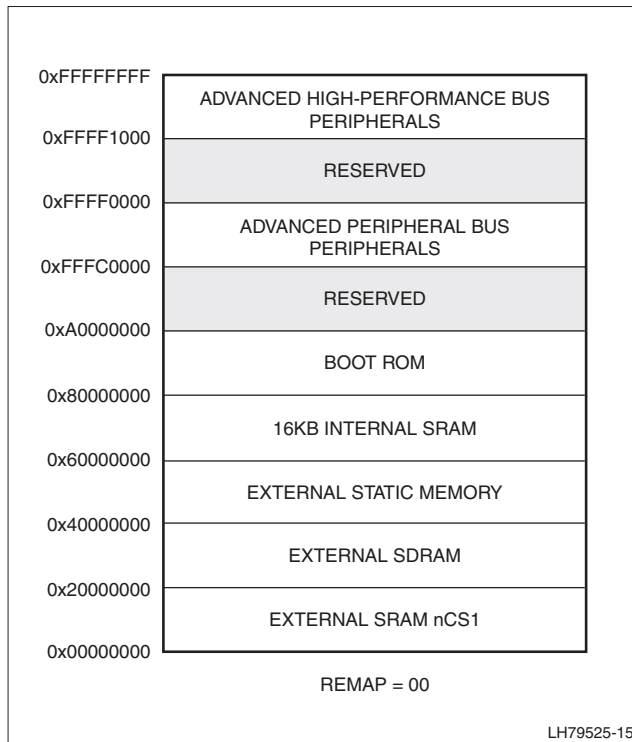 0xFFFFFFFF
ADVANCED HIGH-PERFORMANCE BUS
PERIPHERALS
0xFFFF1000
RESERVED
0xFFFF0000
ADVANCED PERIPHERAL BUS
PERIPHERALS
0xFFFC0000
RESERVED
0xA0000000
BOOT ROM
0x80000000
16KB INTERNAL SRAM
0x60000000
EXTERNAL STATIC MEMORY
0x40000000
EXTERNAL SDRAM
0x20000000
EXTERNAL SRAM nCS1
0x00000000
REMAP = 00
LH79525-15